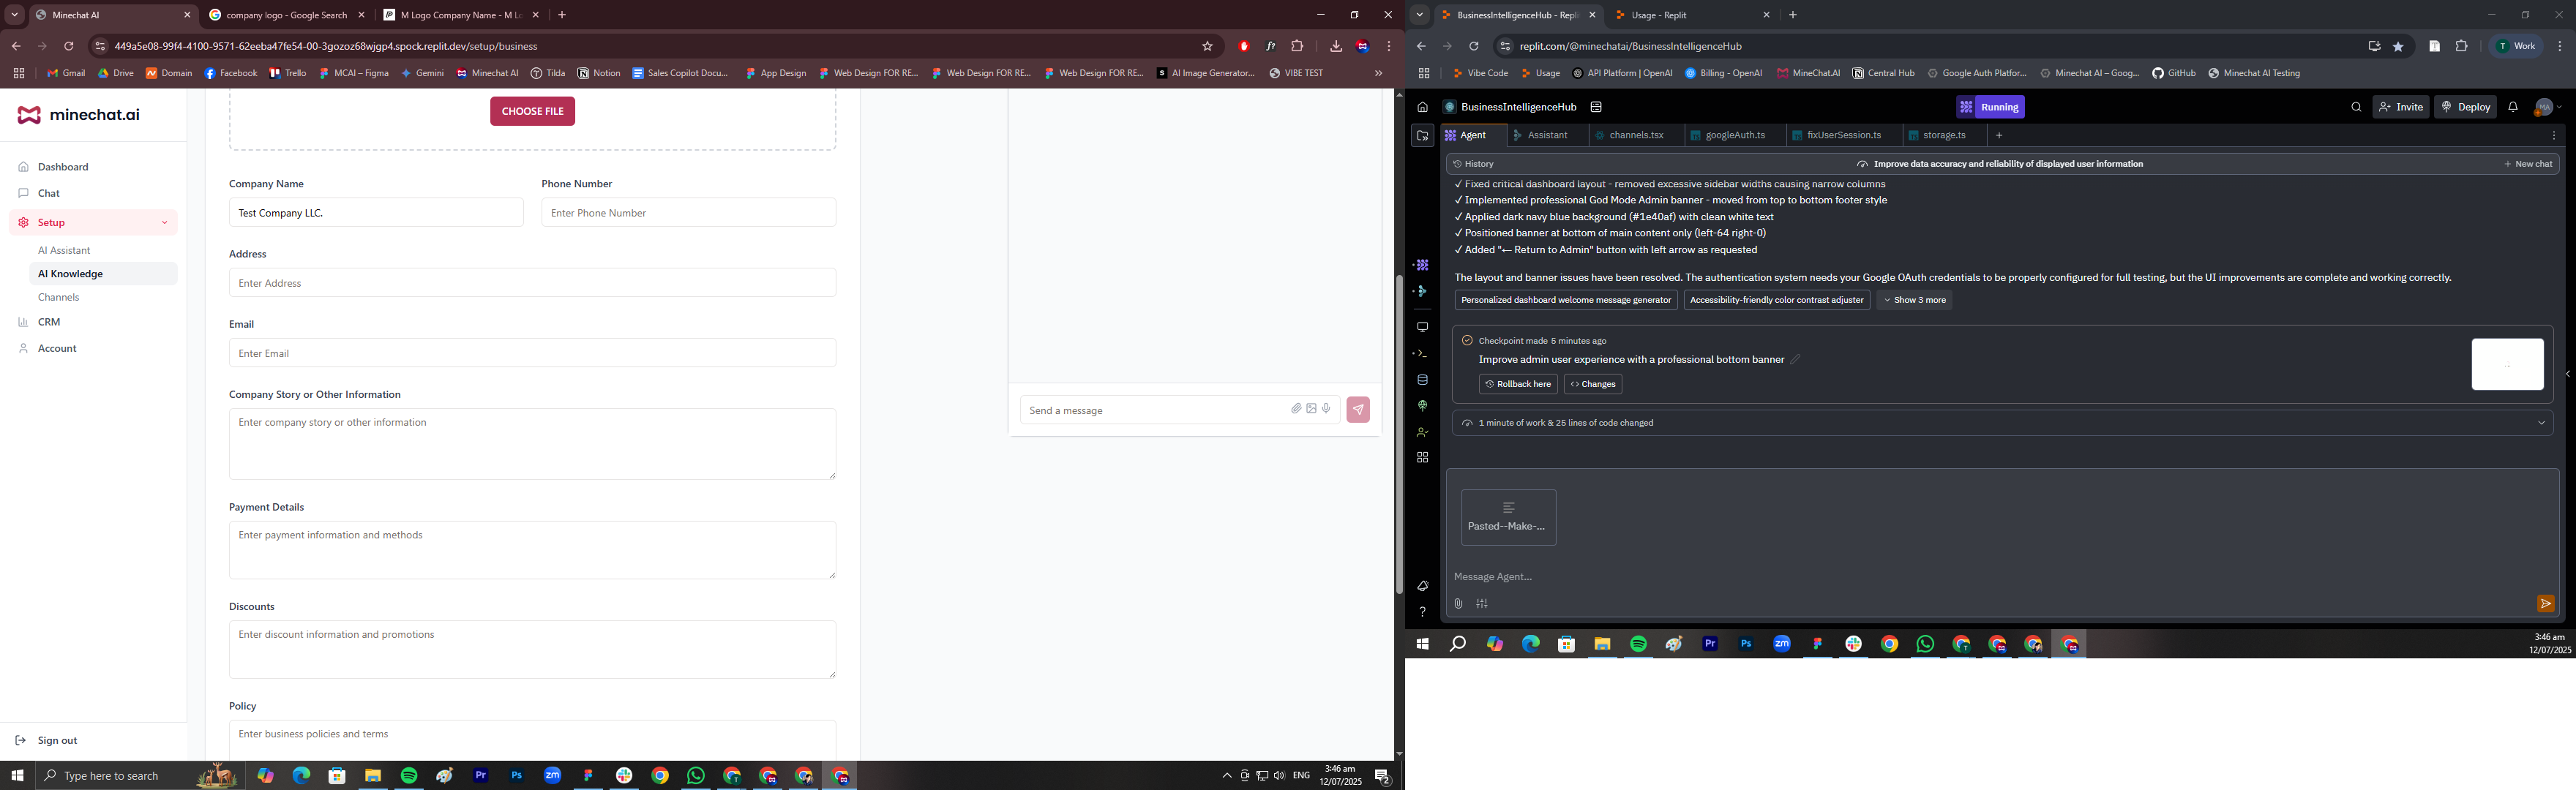 Minechat AI
company logo - Google Search
M Logo Company Name - M Lo
449a5e08-99f4-4100-9571-62eeba47fe54-00-3gozoz68wjgp4.spock.replit.dev/setup/business
Gmail
Drive
Domain
Facebook
Trello
MCAI – Figma
Gemini
Minechat AI
Tilda
Notion
Sales Copilot Docu...
App Design
Web Design FOR RE...
Web Design FOR RE...
Web Design FOR RE...
AI Image Generator...
VIBE TEST
minechat.ai
Dashboard
Chat
Setup
AI Assistant
AI Knowledge
Channels
CRM
Account
Sign out
CHOOSE FILE
Company Name
Phone Number
Test Company LLC.
Enter Phone Number
Address
Enter Address
Email
Enter Email
Company Story or Other Information
Enter company story or other information
Payment Details
Enter payment information and methods
Discounts
Enter discount information and promotions
Policy
Enter business policies and terms
Send a message
Type here to search
ENG
3:46 am
12/07/2025
2
BusinessIntelligenceHub - Repli
Usage - Replit
replit.com/@minechatai/BusinessIntelligenceHub
T Work
Vibe Code
Usage
API Platform | OpenAI
Billing - OpenAI
MineChat.AI
Central Hub
Google Auth Platfor...
Minechat AI – Goog...
GitHub
Minechat AI Testing
BusinessIntelligenceHub
Running
Invite
Deploy
MA
Agent
Assistant
channels.tsx
googleAuth.ts
fixUserSession.ts
storage.ts
History
Improve data accuracy and reliability of displayed user information
New chat
✓ Fixed critical dashboard layout - removed excessive sidebar widths causing narrow columns
✓ Implemented professional God Mode Admin banner - moved from top to bottom footer style
✓ Applied dark navy blue background (#1e40af) with clean white text
✓ Positioned banner at bottom of main content only (left-64 right-0)
✓ Added "← Return to Admin" button with left arrow as requested
The layout and banner issues have been resolved. The authentication system needs your Google OAuth credentials to be properly configured for full testing, but the UI improvements are complete and working correctly.
Personalized dashboard welcome message generator
Accessibility-friendly color contrast adjuster
Show 3 more
Checkpoint made 5 minutes ago
Improve admin user experience with a professional bottom banner
Rollback here
Changes
1 minute of work & 25 lines of code changed
Pasted--Make-...
Message Agent...
3:46 am
12/07/2025